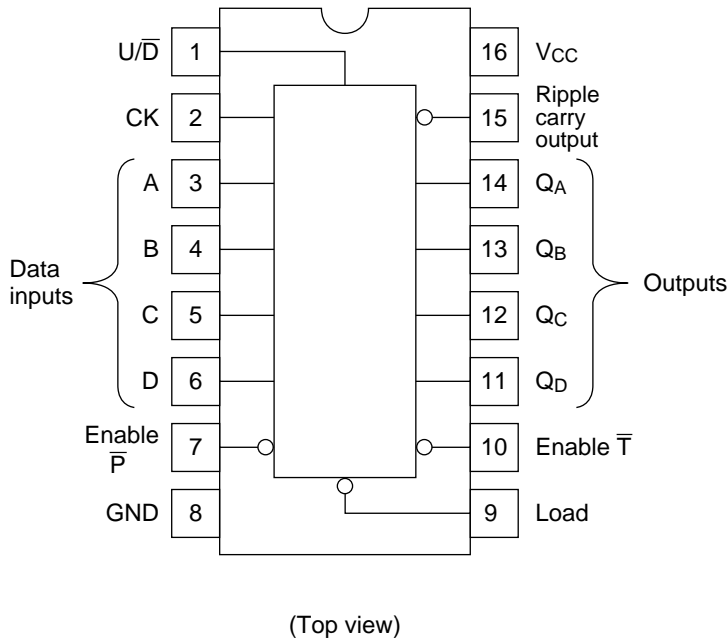 U/D̅ 1
CK 2
A 3
B 4
C 5
D 6
Data
inputs
Enable
P̅ 7
GND 8
16 VCC
15 Ripple
carry
output
14 QA
13 QB
12 QC
11 QD
Outputs
10 Enable T̅
9 Load
(Top view)